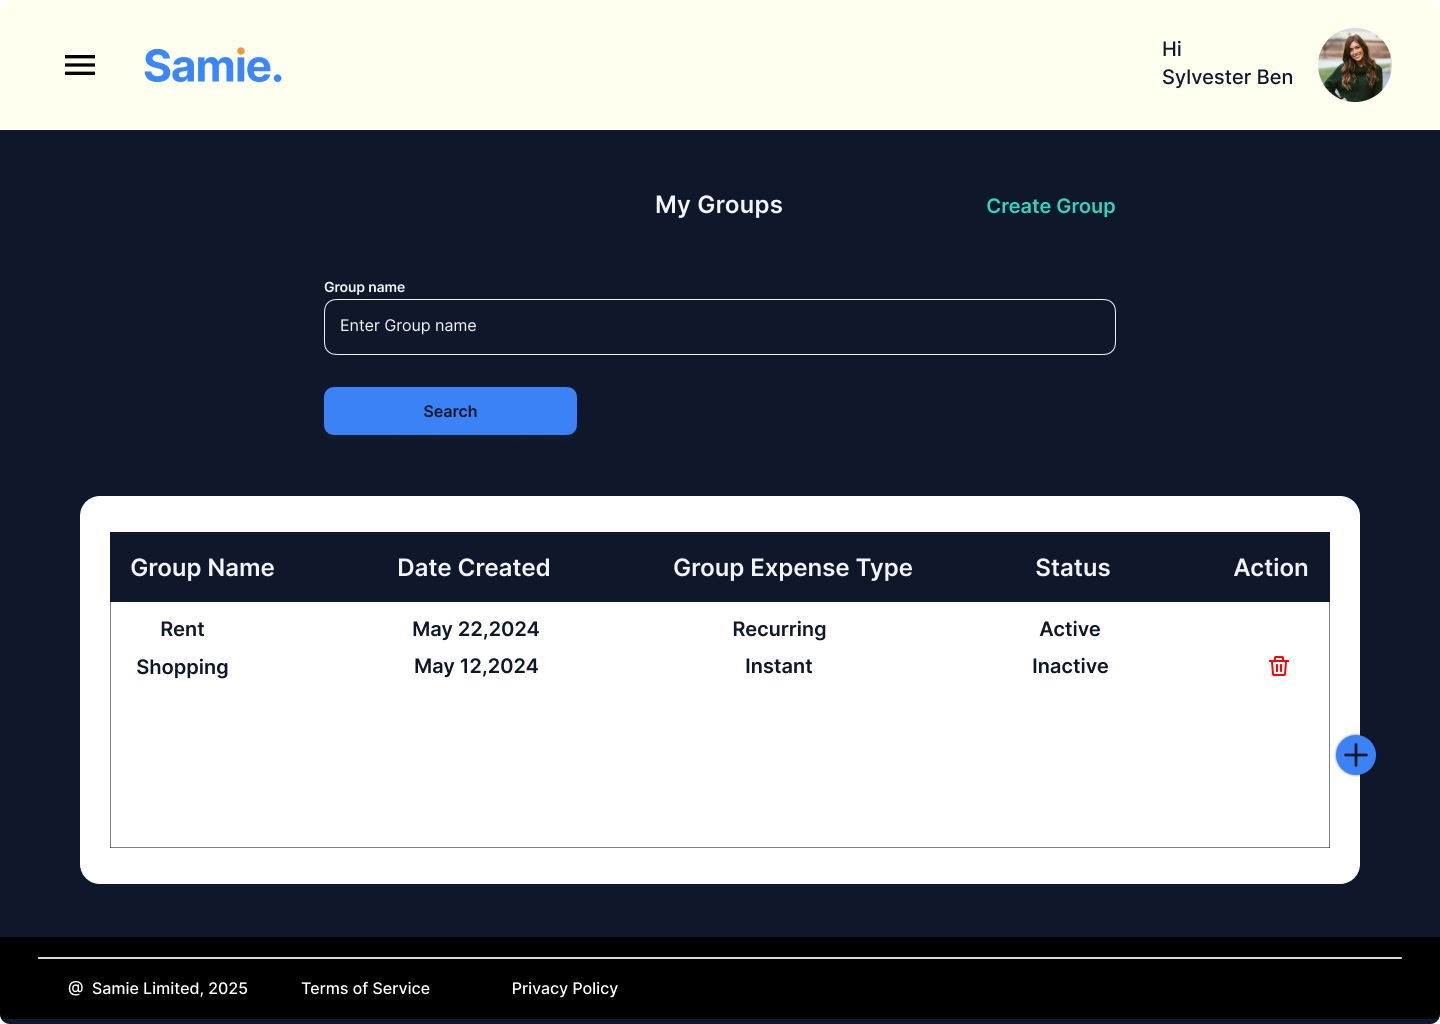 Samie.
Hi
Sylvester Ben
My Groups
Create Group
Group name
Enter Group name
Search
Group Name Date Created Group Expense Type Status Action
Rent May 22,2024 Recurring Active
Shopping May 12,2024 Instant Inactive
@ Samie Limited, 2025 Terms of Service Privacy Policy